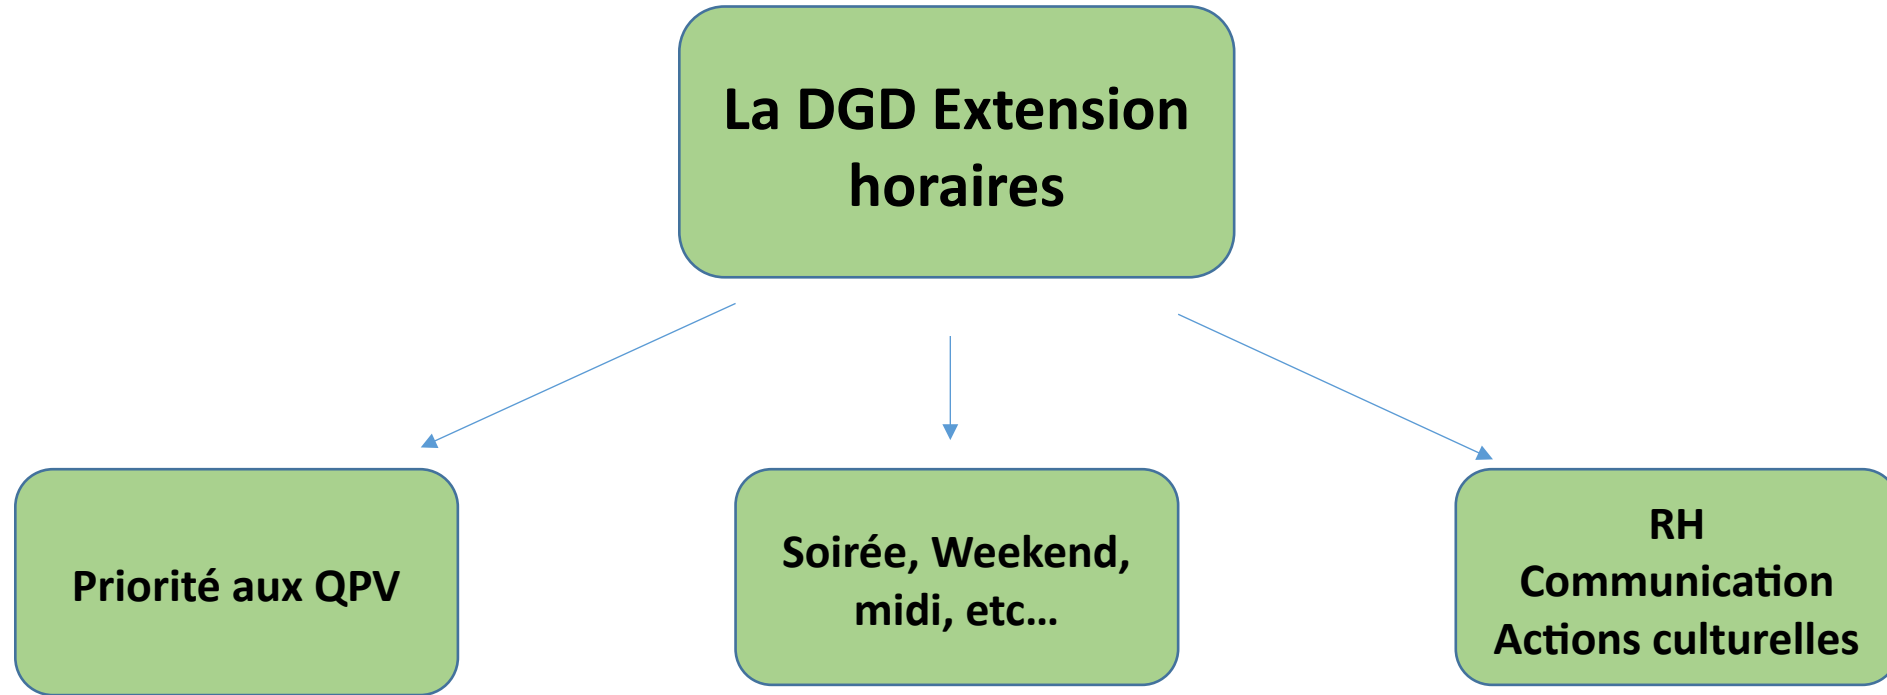 La DGD Extension
horaires
Priorité aux QPV
Soirée, Weekend,
midi, etc…
RH
Communication
Actions culturelles